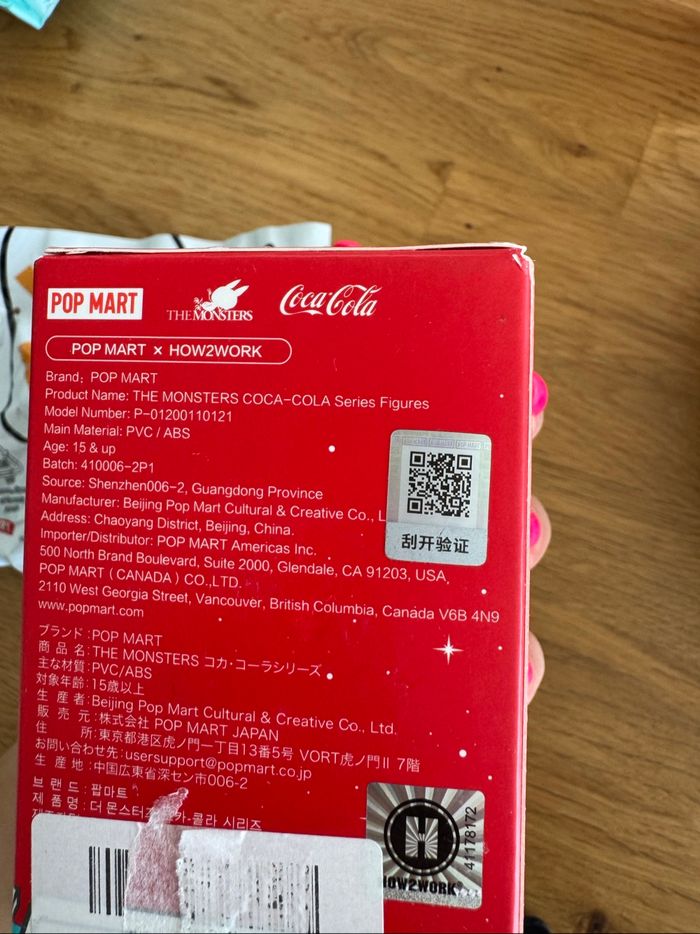 POP MART
THE MONSTERS
Coca-Cola
POP MART × HOW2WORK
Brand: POP MART
Product Name: THE MONSTERS COCA-COLA Series Figures
Model Number: P-01200110121
Main Material: PVC / ABS
Age: 15 & up
Batch: 410006-2P1
Source: Shenzhen006-2, Guangdong Province
Manufacturer: Beijing Pop Mart Cultural & Creative Co., L
Address: Chaoyang District, Beijing, China.
Importer/Distributor: POP MART Americas Inc.
500 North Brand Boulevard, Suite 2000, Glendale, CA 91203, USA,
POP MART (CANADA) CO.,LTD.
2110 West Georgia Street, Vancouver, British Columbia, Canada V6B 4N9
www.popmart.com
刮开验证
ブランド:POP MART
商品名:THE MONSTERS コカ·コーラシリーズ
主な材質:PVC/ABS
対象年齢:15歳以上
生産者:Beijing Pop Mart Cultural & Creative Co., Ltd.
販売元:株式会社 POP MART JAPAN
住所:東京都港区虎ノ門一丁目13番5号 VORT虎ノ門II 7階
お問い合わせ先:usersupport@popmart.co.jp
生産地:中国広東省深セン市006-2
브랜드:팝마트
제품명:더 몬스터즈 카-콜라 시리즈
H
HOW2WORK
41178172